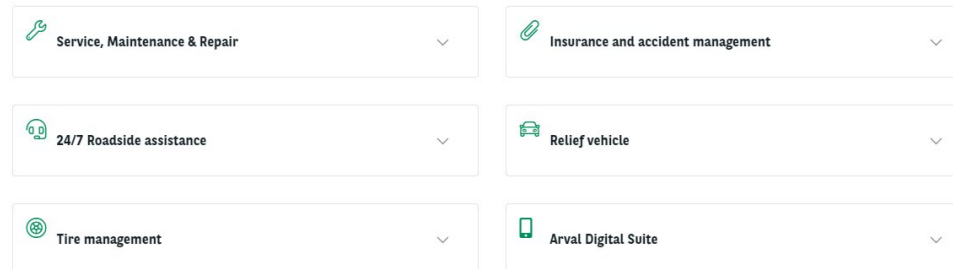 Service, Maintenance & Repair
Insurance and accident management
24/7 Roadside assistance
Relief vehicle
Tire management
Arval Digital Suite